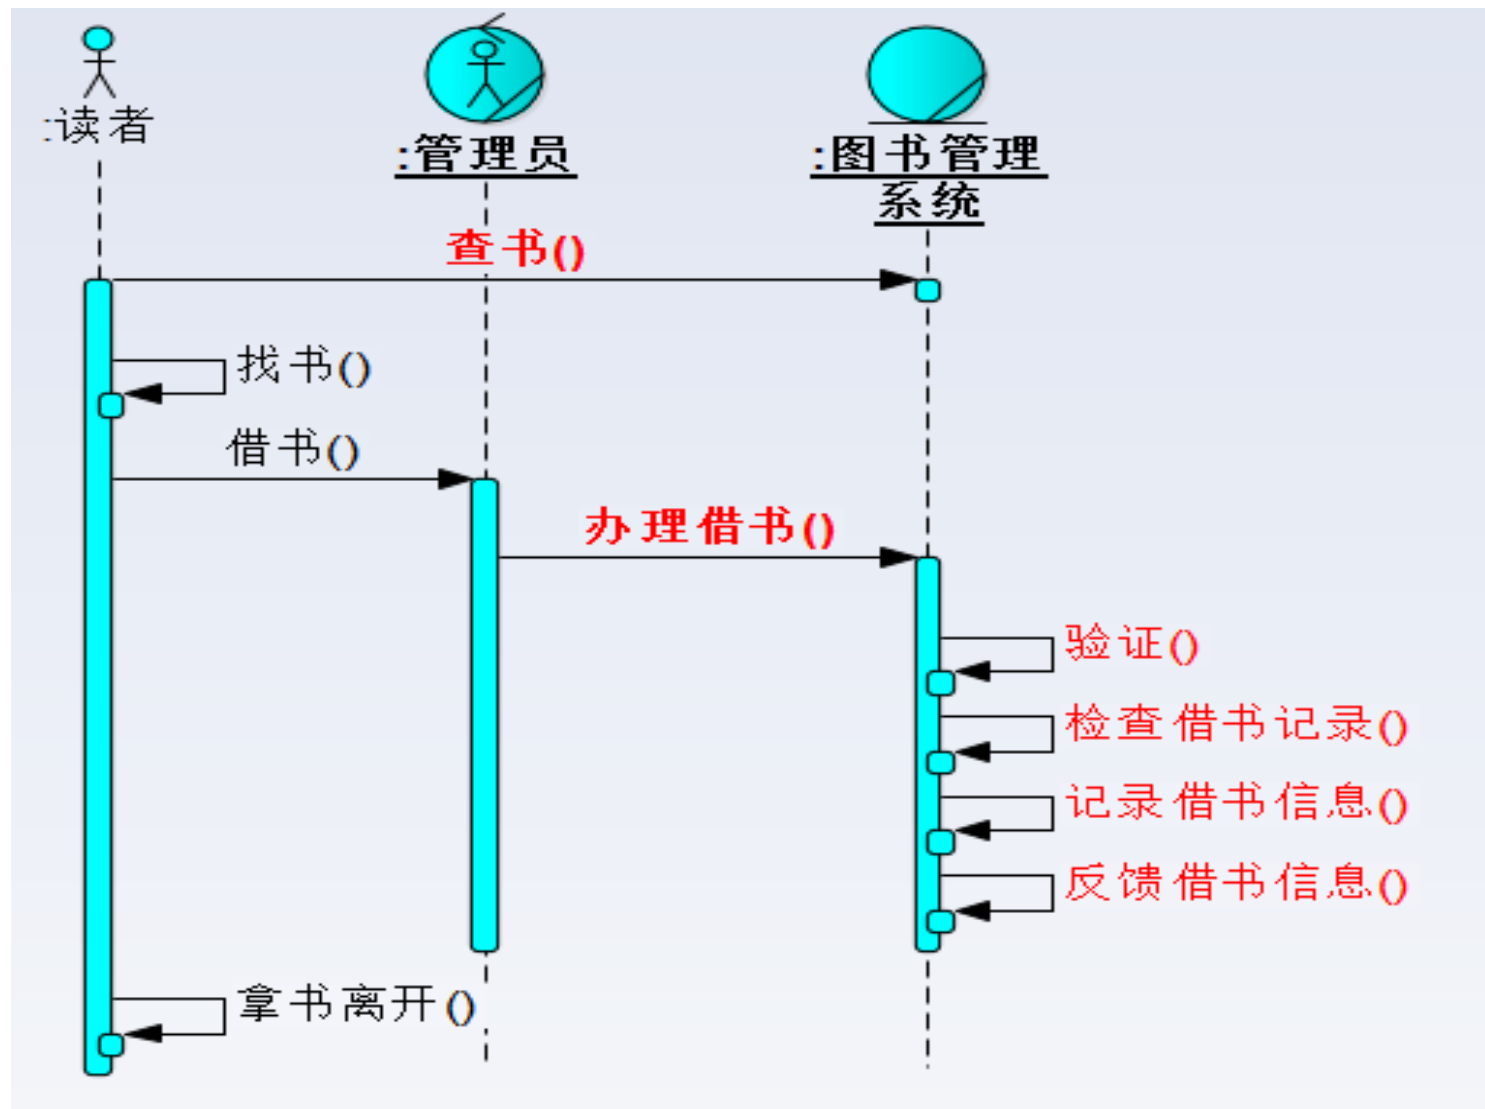 :读者
:管理员
:图书管理
系统
查书()
找书()
借书()
办理借书()
验证()
检查借书记录()
记录借书信息()
反馈借书信息()
拿书离开()